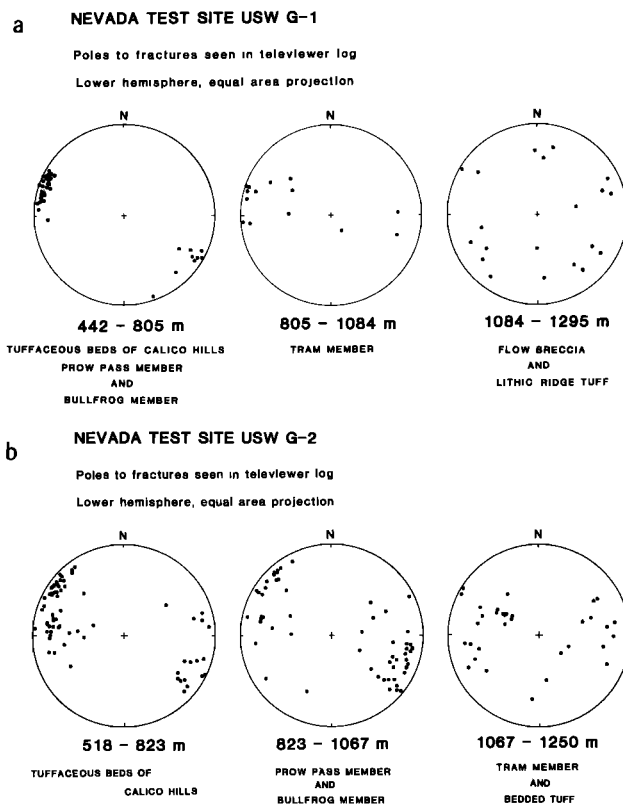 a
NEVADA TEST SITE USW G-1
Poles to fractures seen in televiewer log
Lower hemisphere, equal area projection
N
N
N
442 - 805 m
805 - 1084 m
1084 - 1295 m
TUFFACEOUS BEDS OF CALICO HILLS
PROW PASS MEMBER
AND
BULLFROG MEMBER
TRAM MEMBER
FLOW BRECCIA
AND
LITHIC RIDGE TUFF
b
NEVADA TEST SITE USW G-2
Poles to fractures seen in televiewer log
Lower hemisphere, equal area projection
N
N
N
518 - 823 m
823 - 1067 m
1067 - 1250 m
TUFFACEOUS BEDS OF
CALICO HILLS
PROW PASS MEMBER
AND
BULLFROG MEMBER
TRAM MEMBER
AND
BEDDED TUFF